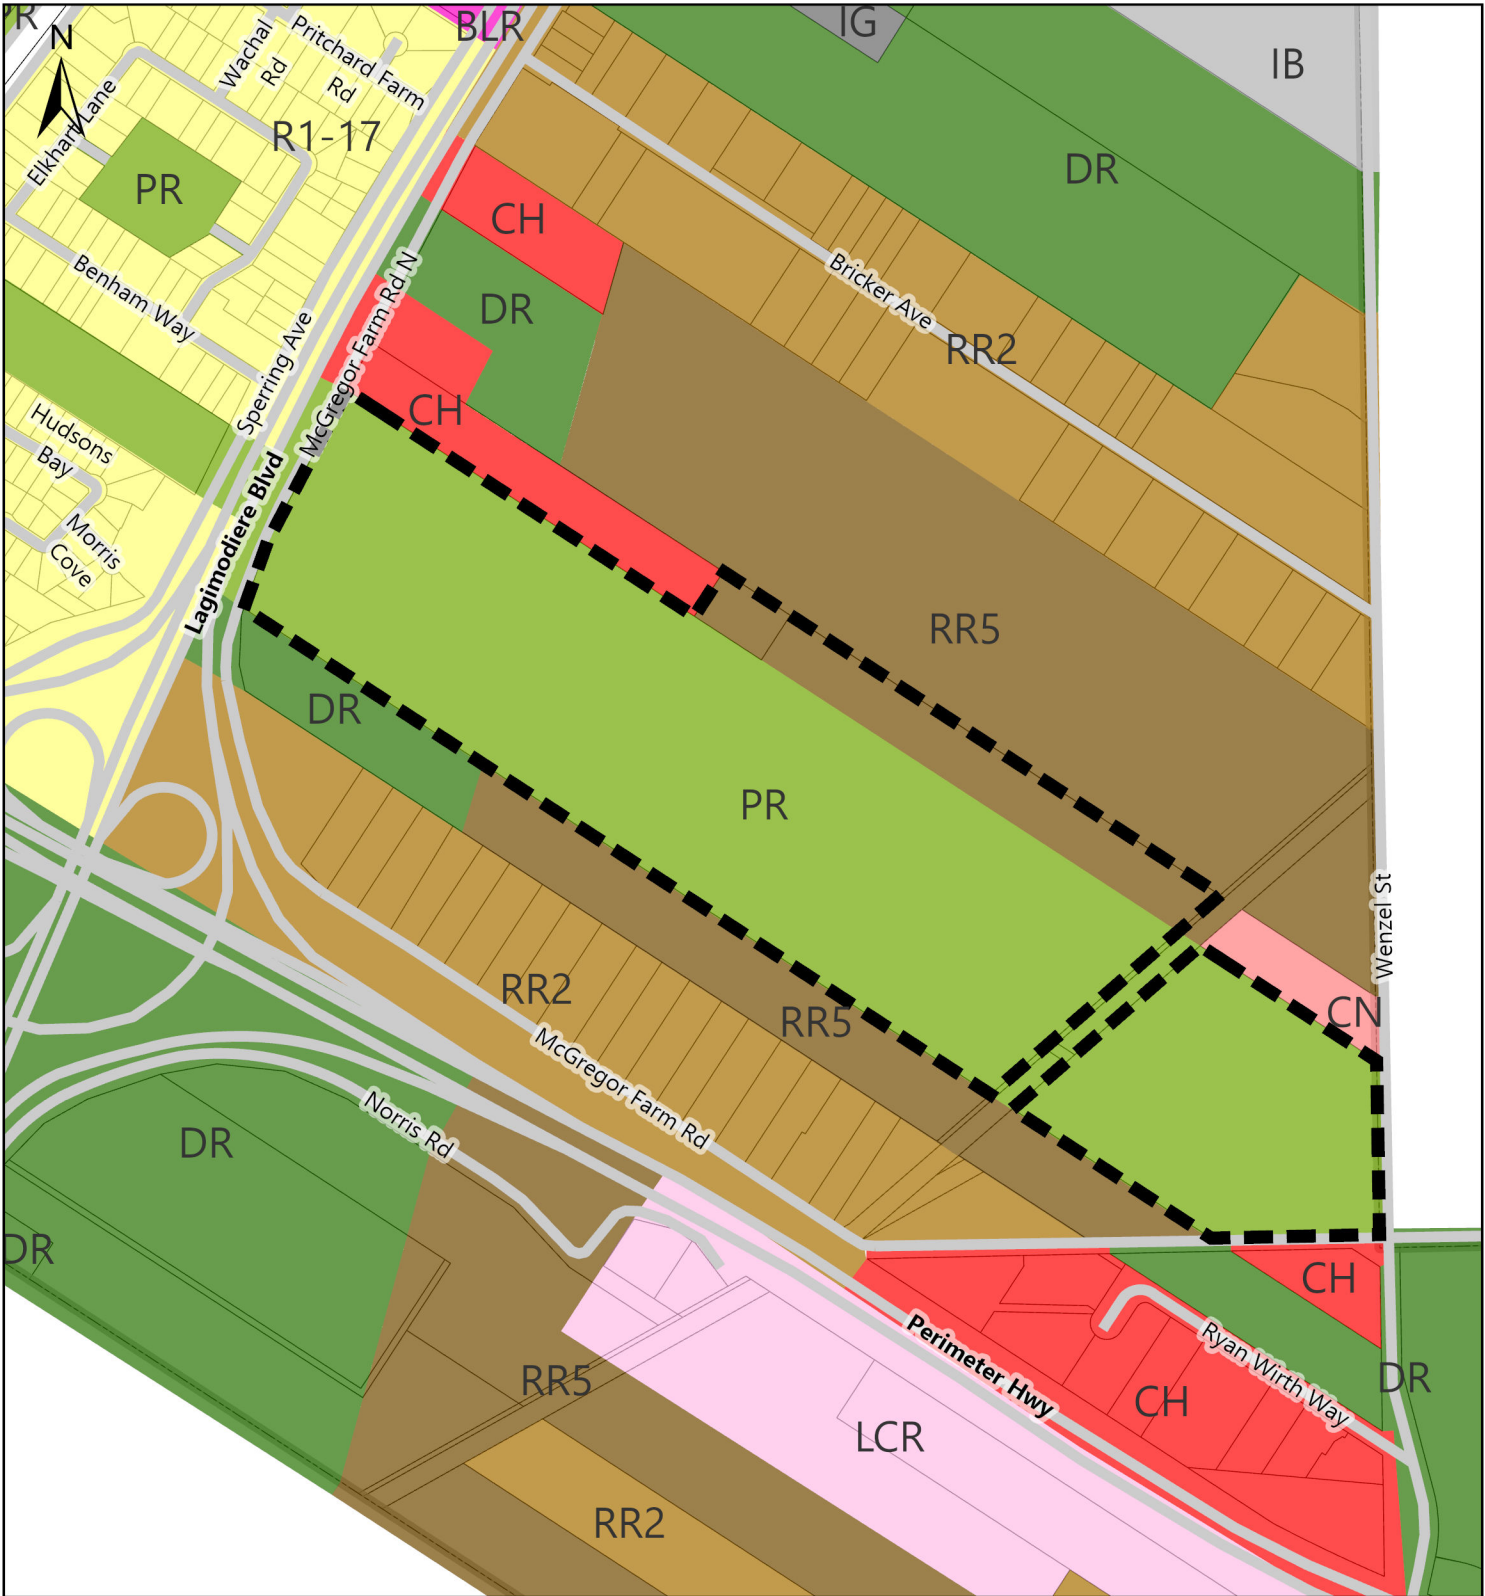 PR
N
Wachal
Rd
Pritchard Farm
Rd
BLR
IG
IB
Elkhart Lane
R1-17
PR
DR
CH
McGregor Farm Rd N
Benham Way
DR
Bricker Ave
RR2
Sperring Ave
CH
Hudsons
Bay
Morris
Cove
Lagimodiere Blvd
RR5
DR
PR
Wenzel St
RR2
RR5
CN
McGregor Farm Rd
Norris Rd
DR
DR
CH
Perimeter Hwy
Ryan Wirth Way
RR5
CH
DR
LCR
RR2